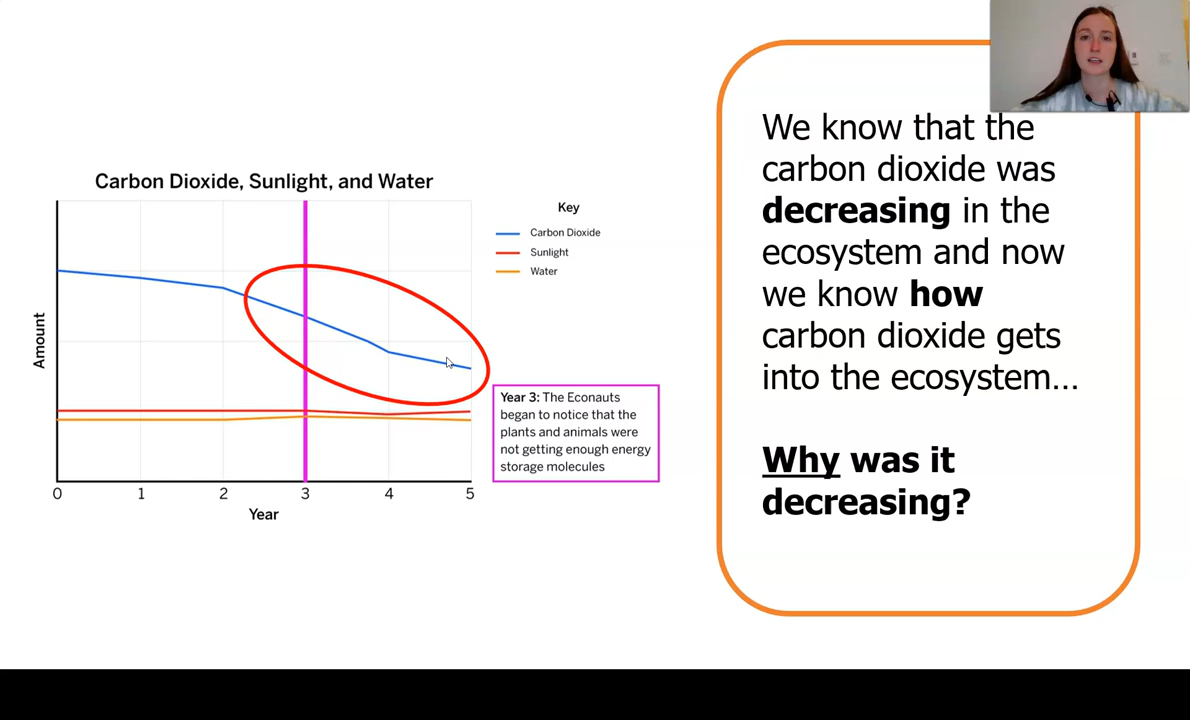 Carbon Dioxide, Sunlight, and Water
Key
Carbon Dioxide
Sunlight
Water
Amount
0 1 2 3 4 5
Year
Year 3: The Econauts
began to notice that the
plants and animals were
not getting enough energy
storage molecules
We know that the
carbon dioxide was
decreasing in the
ecosystem and now
we know how
carbon dioxide gets
into the ecosystem...
Why was it
decreasing?